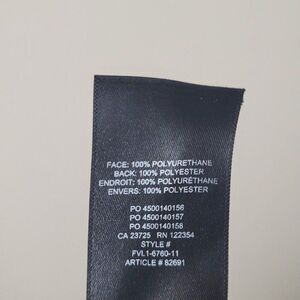 FACE: 100% POLYURETHANE
BACK: 100% POLYESTER
ENDROIT: 100% POLYURÉTHANE
ENVERS: 100% POLYESTER
PO 4500140156
PO 4500140157
PO 4500140158
CA 23725 RN 122354
STYLE #
FVL1-6760-11
ARTICLE # 82691